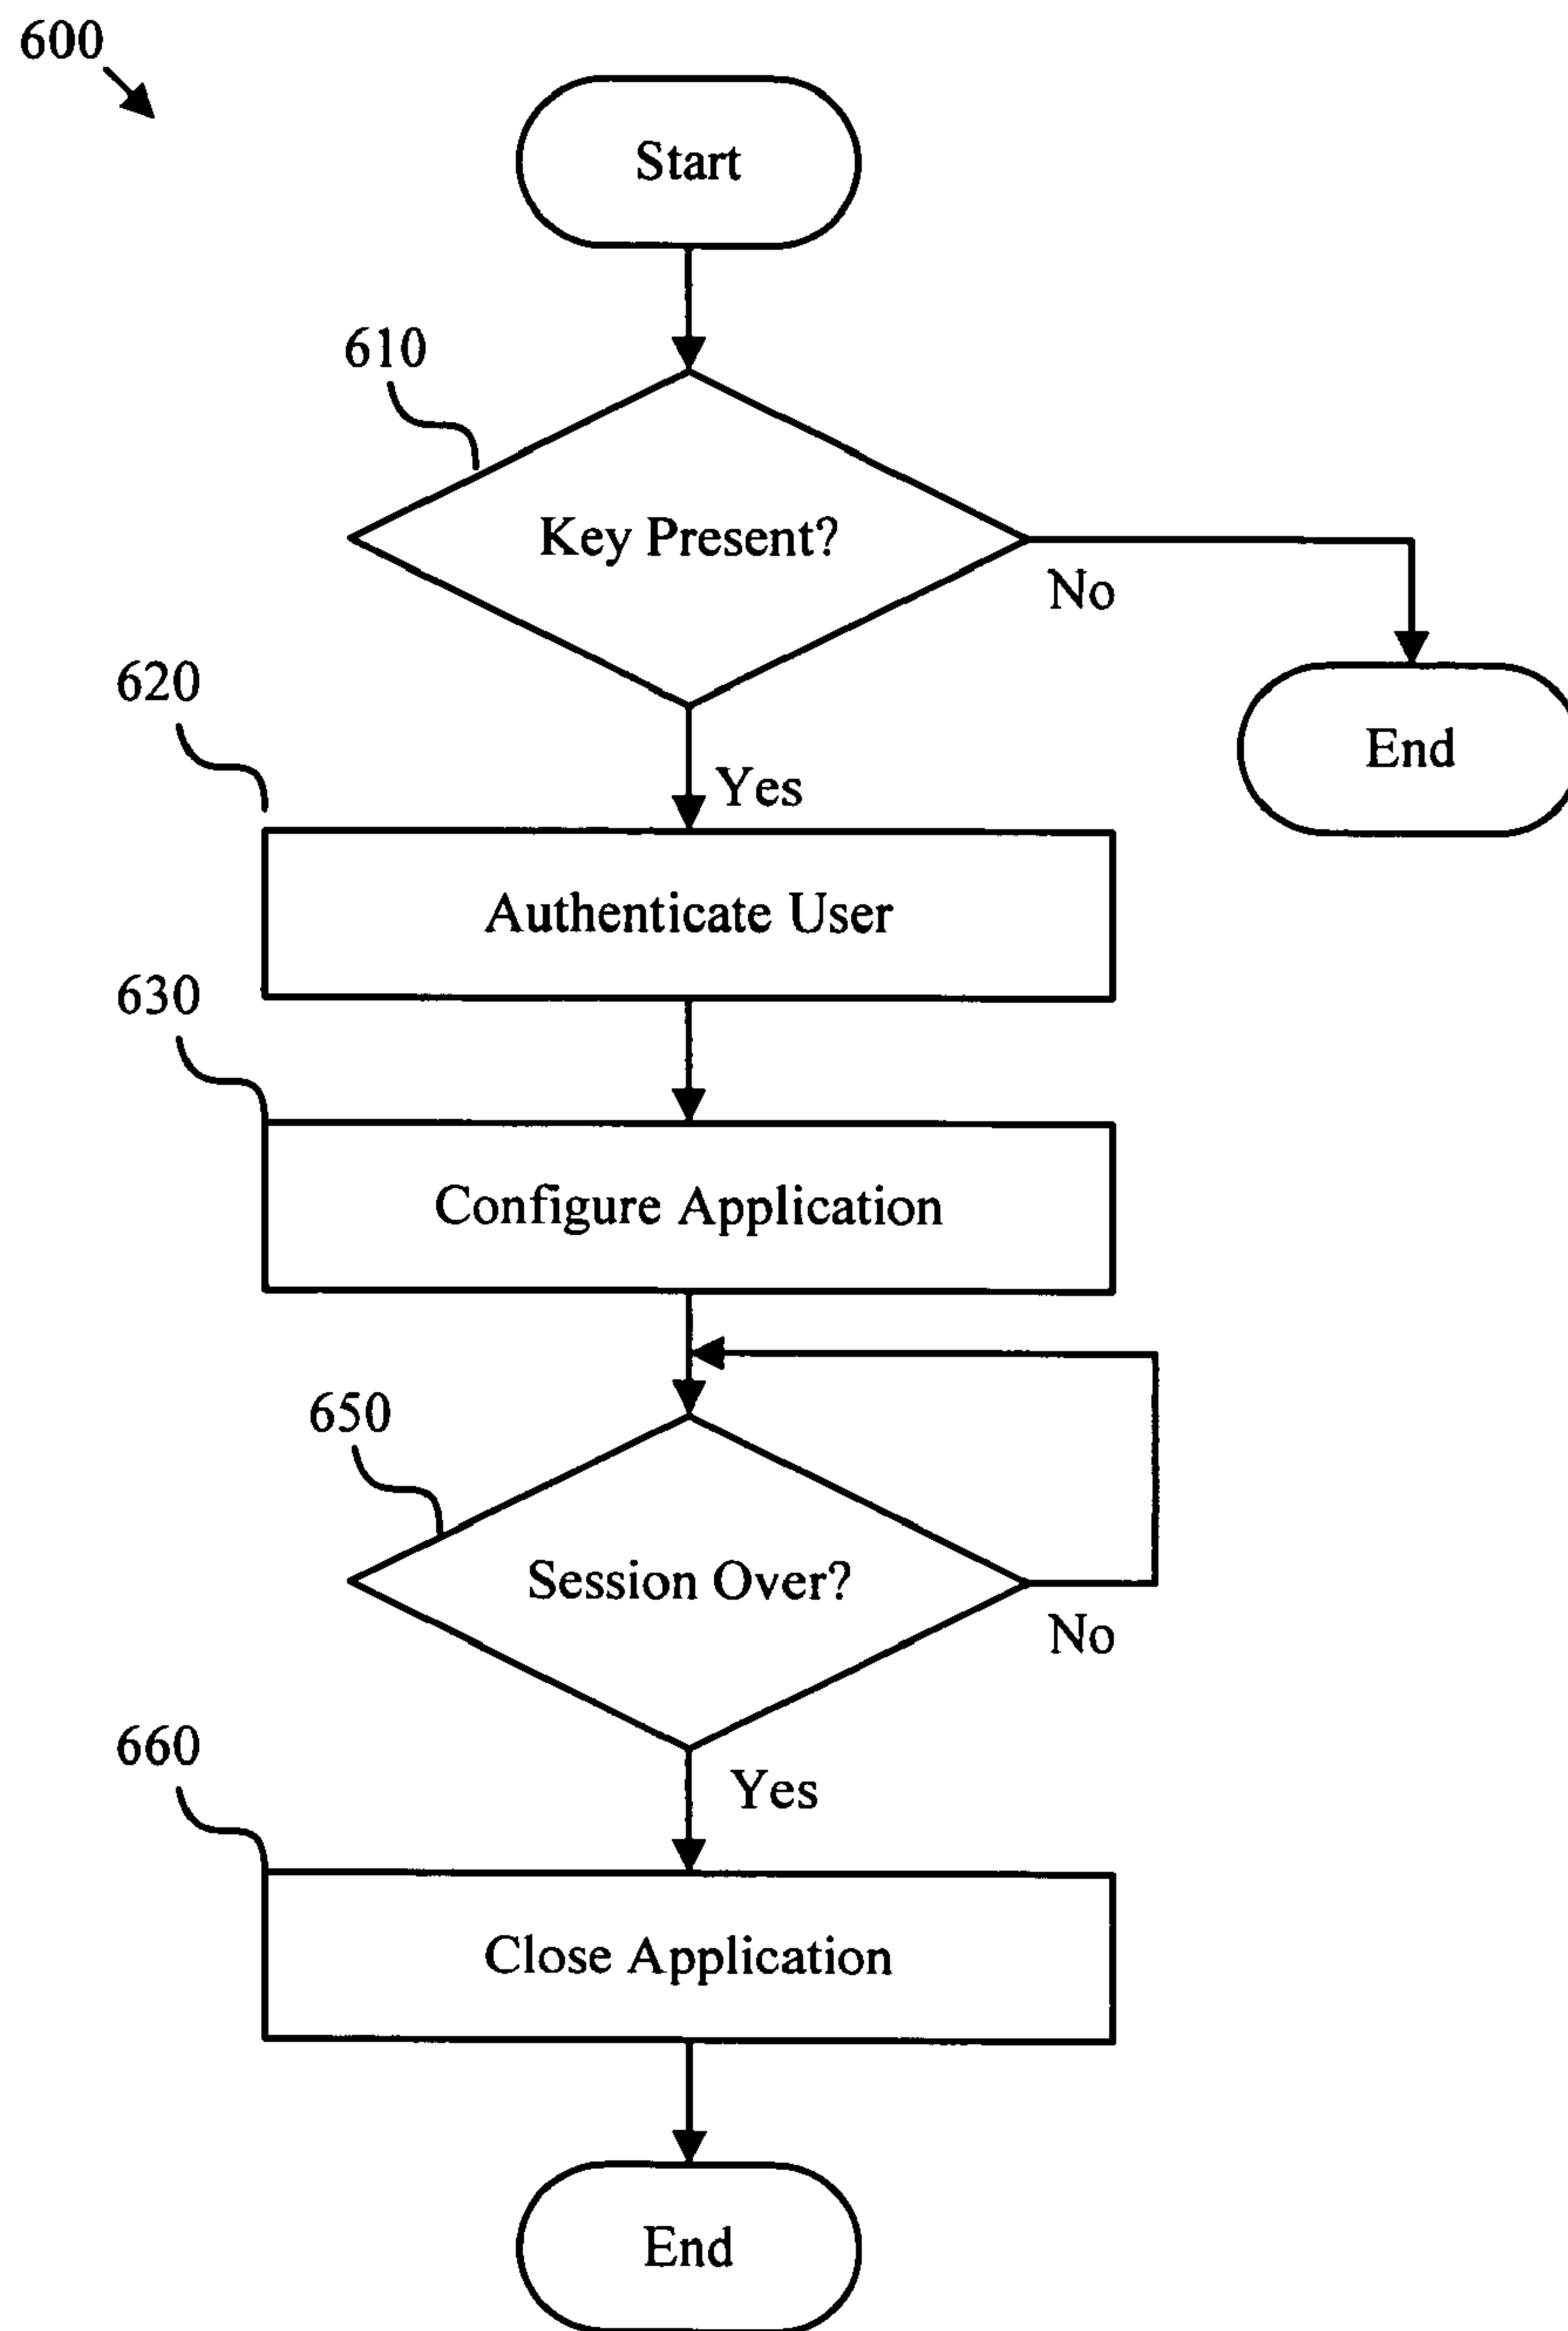 600
Start
610
Key Present?
No
620
End
Yes
Authenticate User
630
Configure Application
650
Session Over?
No
660
Yes
Close Application
End